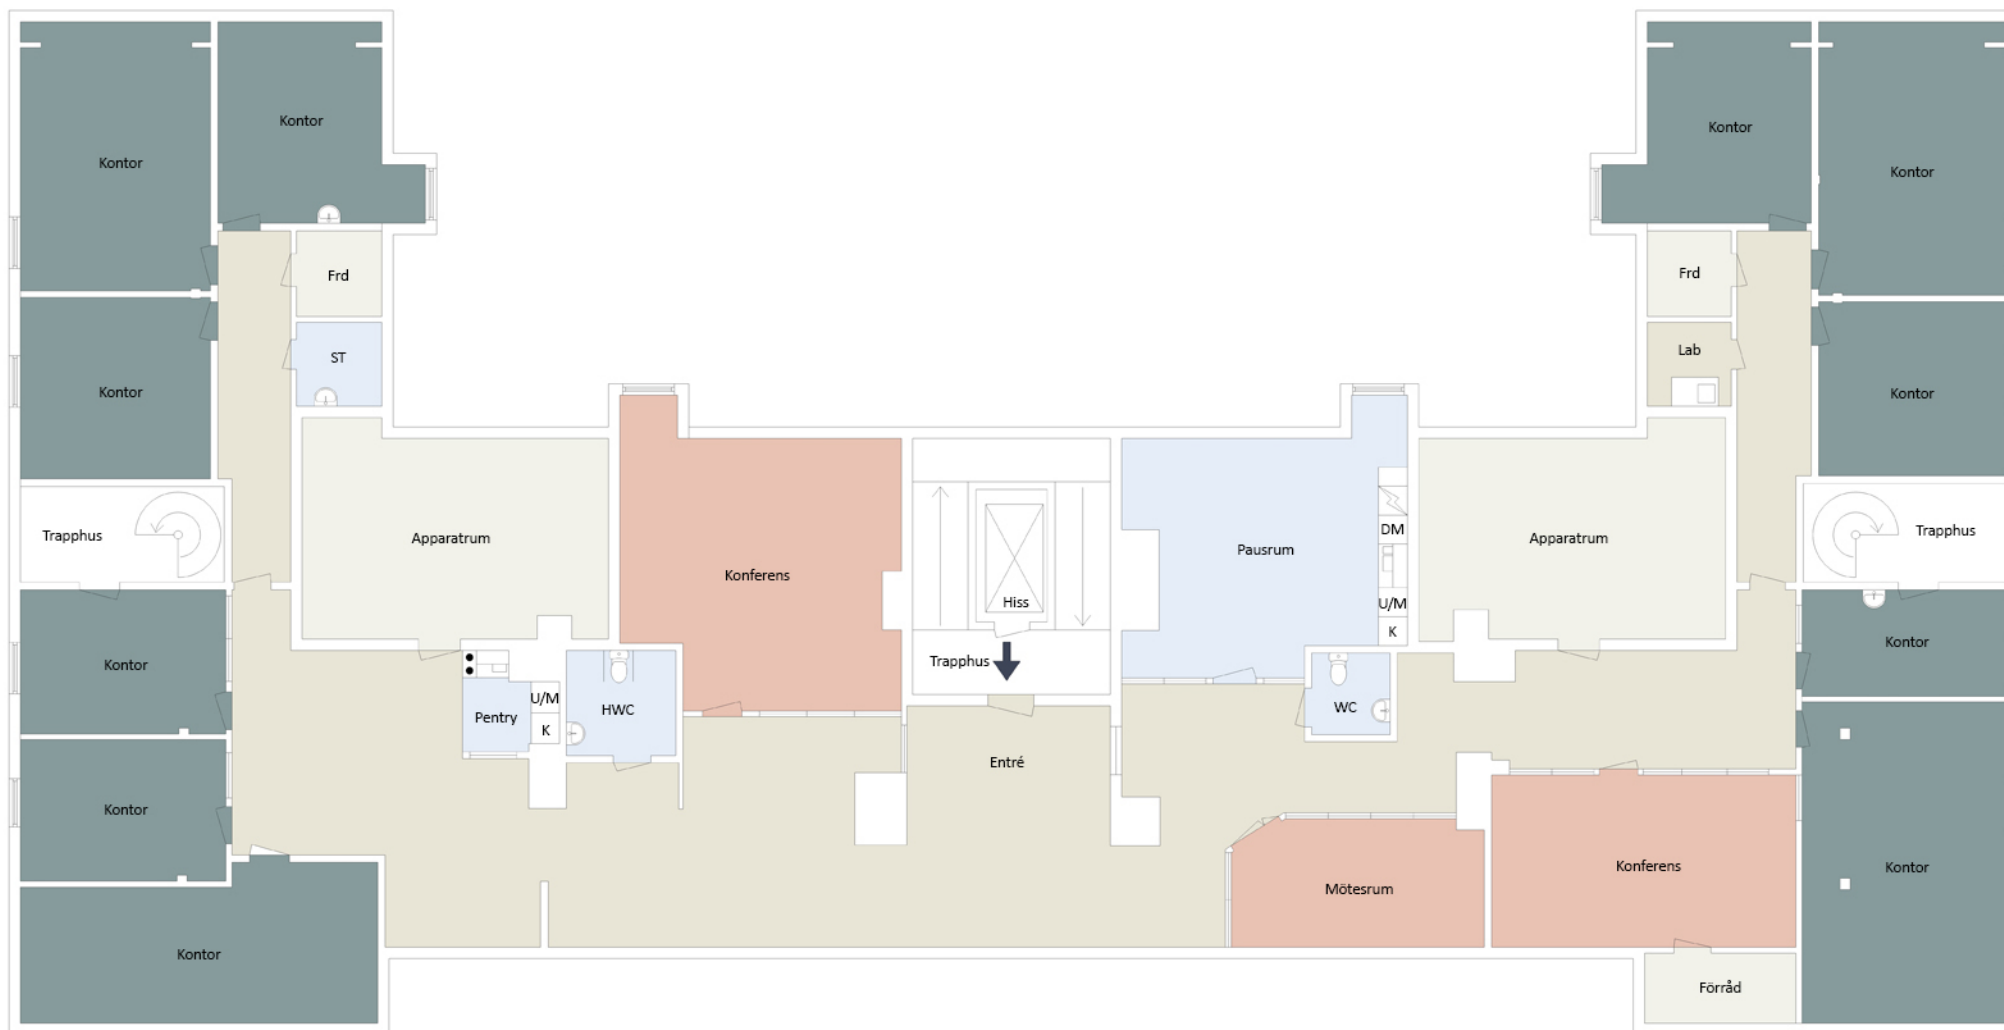 Kontor
Kontor
Kontor
Kontor
Frd
Frd
ST
Lab
Kontor
Kontor
Trapphus
Apparatrum
Konferens
Hiss
Trapphus
Pausrum
DM
U/M
K
Apparatrum
Trapphus
Kontor
Pentry
U/M
K
HWC
WC
Kontor
Kontor
Entré
Kontor
Mötesrum
Konferens
Kontor
Kontor
Förråd